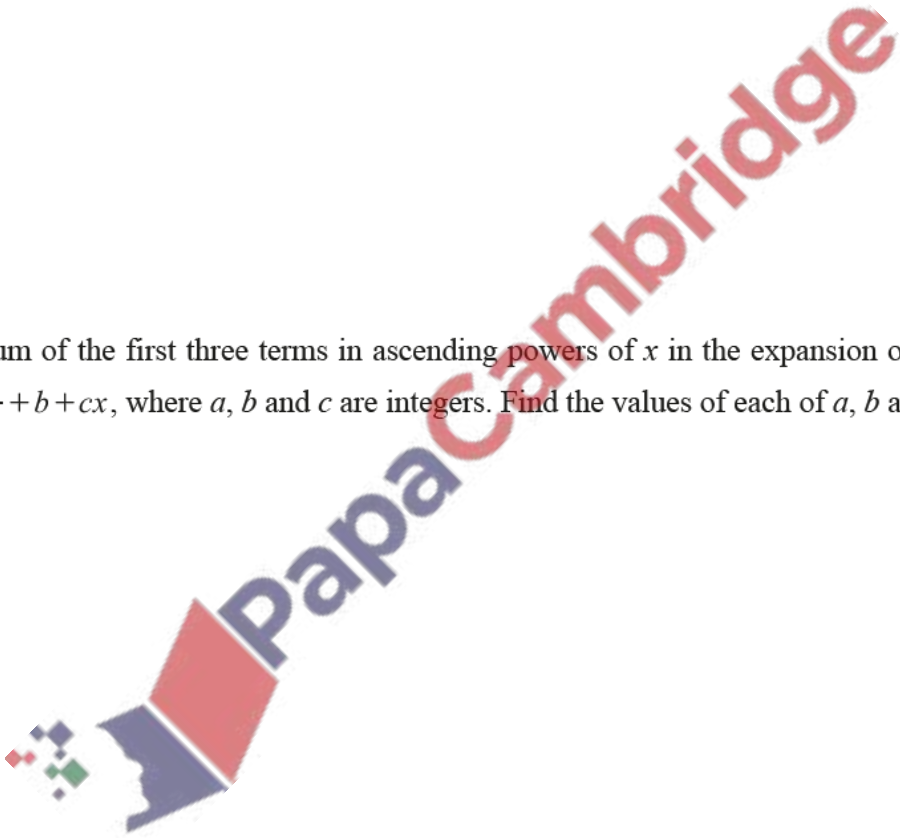 um of the first three terms in ascending powers of x in the expansion o
+b+cx, where a, b and c are integers. Find the values of each of a, b a
PapaCambridge